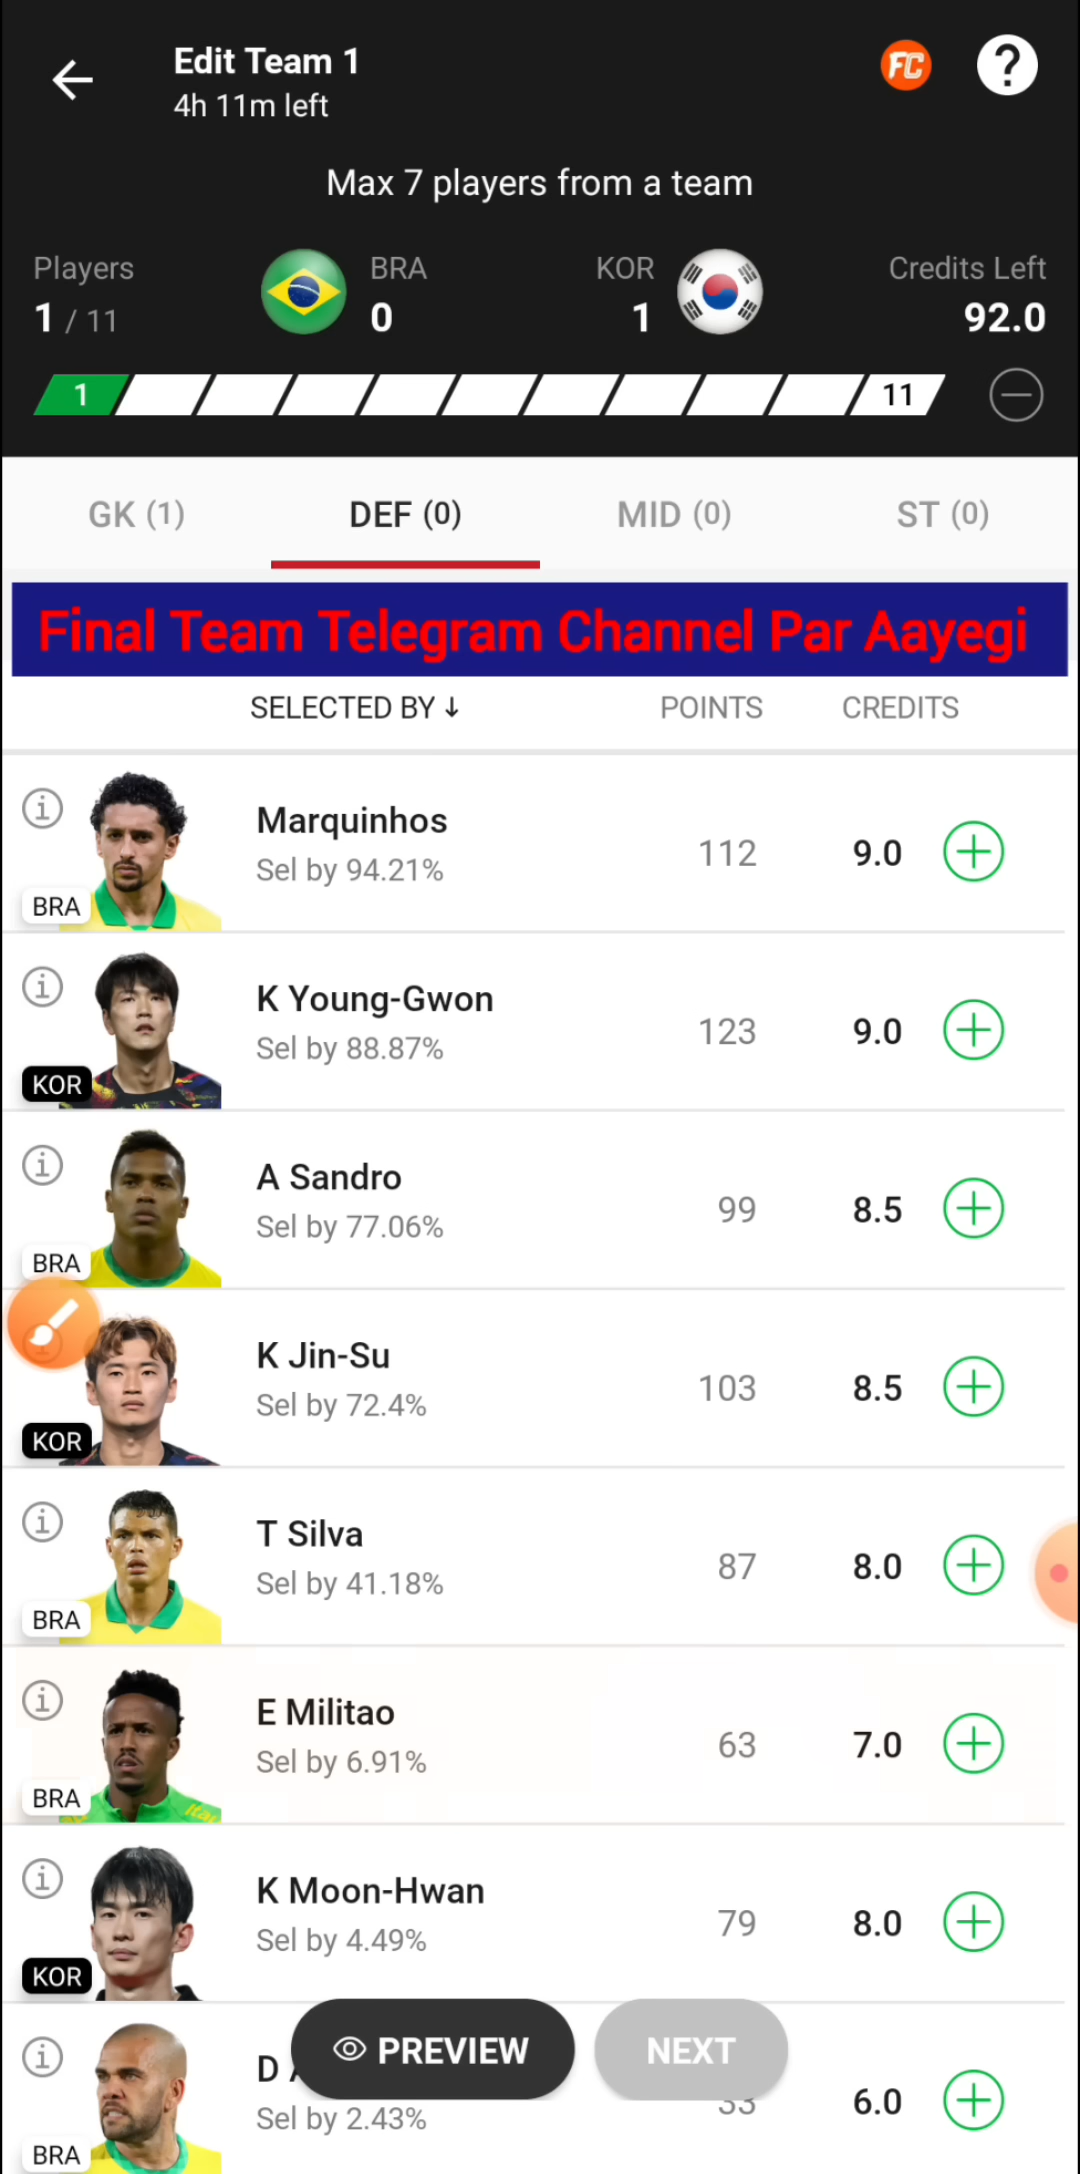 Edit Team 1
4h 11m left
FC
?
Max 7 players from a team
Players BRA KOR Credits Left
1 / 11 0 1 92.0
1 11
GK (1) DEF (0) MID (0) ST (0)
Final Team Telegram Channel Par Aayegi
SELECTED BY ↓ POINTS CREDITS
Marquinhos
Sel by 94.21% 112 9.0
BRA
K Young-Gwon
Sel by 88.87% 123 9.0
KOR
A Sandro
Sel by 77.06% 99 8.5
BRA
K Jin-Su
Sel by 72.4% 103 8.5
KOR
T Silva
Sel by 41.18% 87 8.0
BRA
E Militao
Sel by 6.91% 63 7.0
BRA
K Moon-Hwan
Sel by 4.49% 79 8.0
KOR
PREVIEW NEXT
D
Sel by 2.43% 33 6.0
BRA